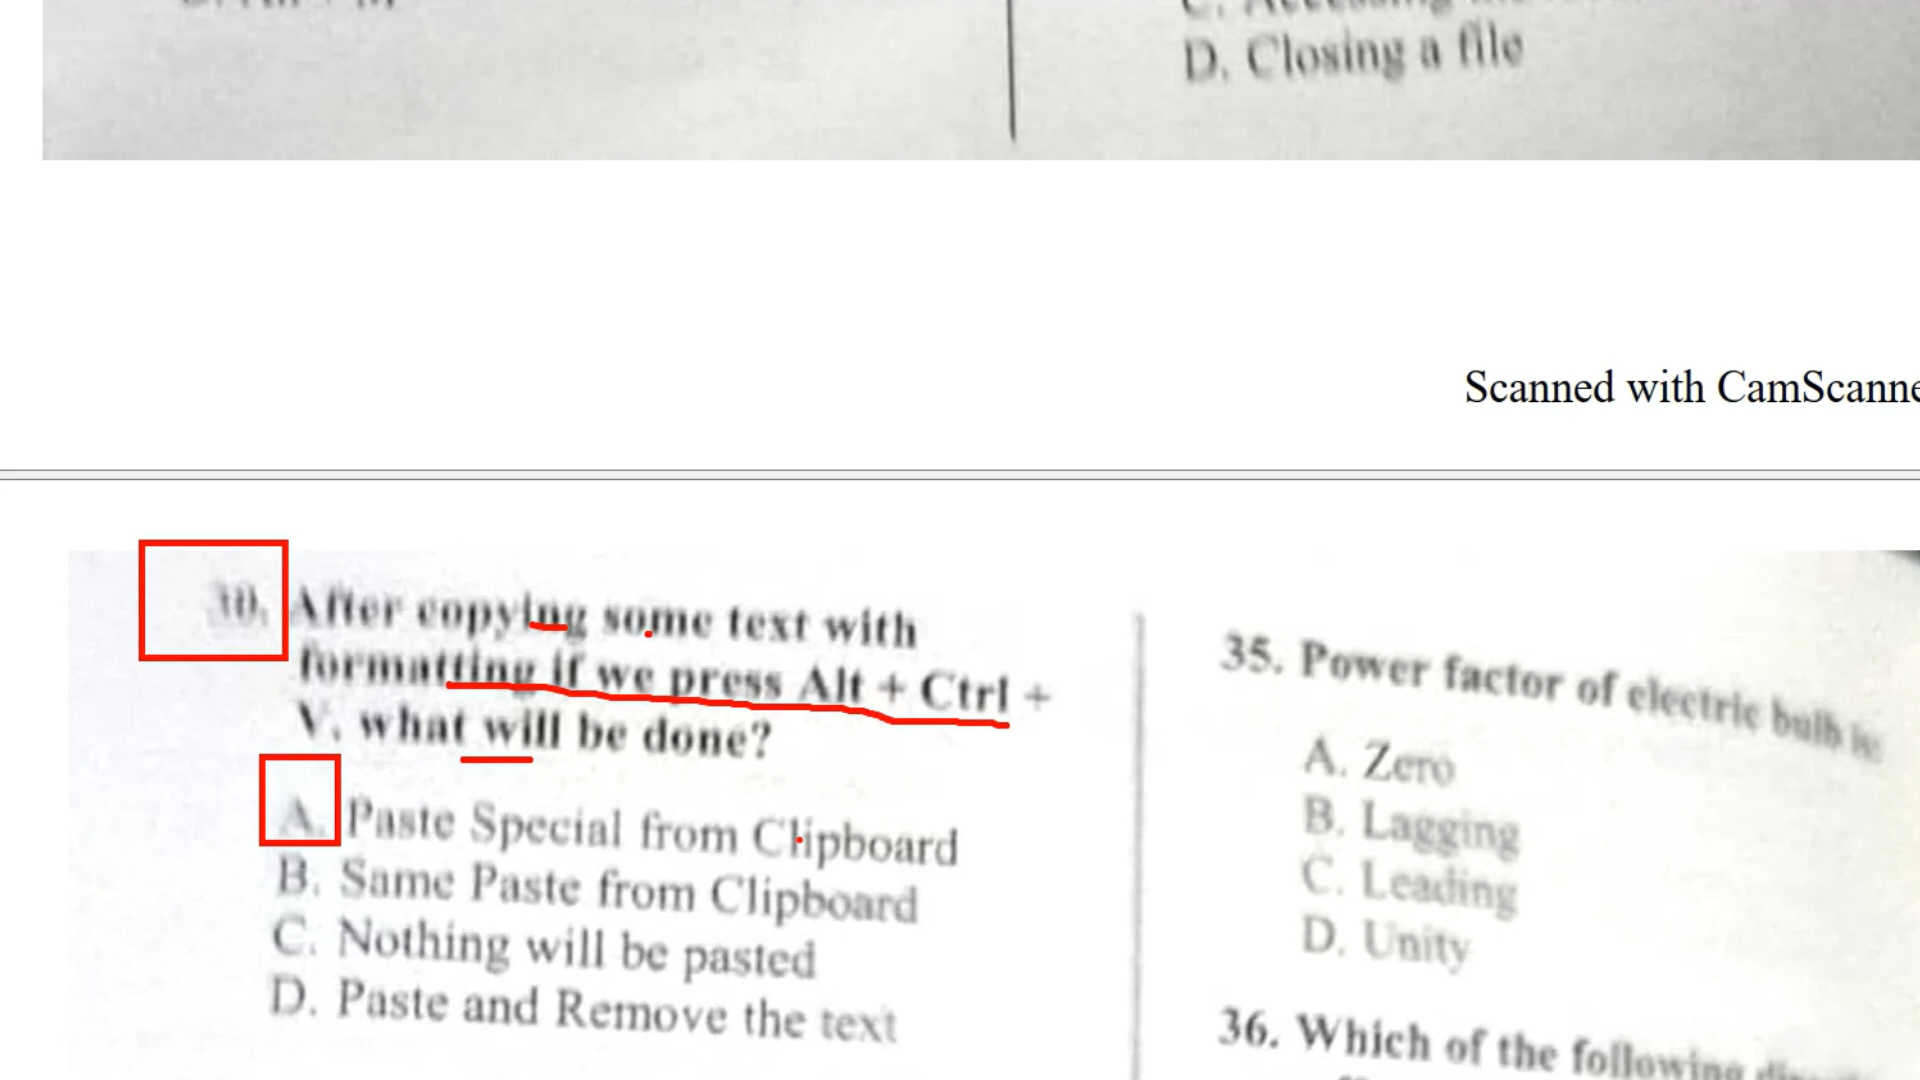 D. Closing a file
Scanned with CamScanne
30. After copying some text with
formatting if we press Alt + Ctrl +
V, what will be done?
A. Paste Special from Clipboard
B. Same Paste from Clipboard
C. Nothing will be pasted
D. Paste and Remove the text
35. Power factor of electric bulb is:
A. Zero
B. Lagging
C. Leading
D. Unity
36. Which of the following